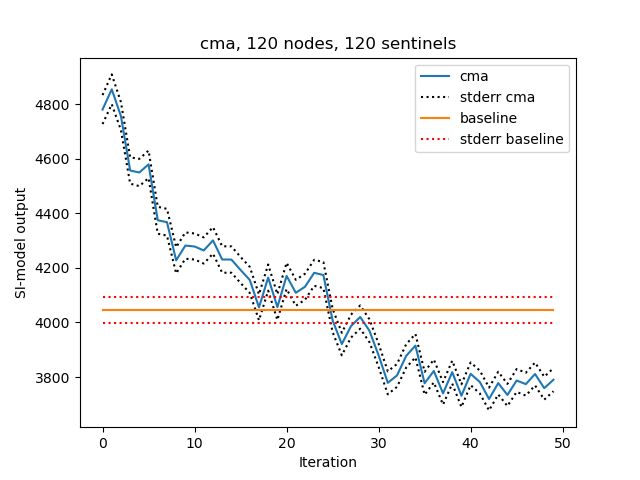 cma, 120 nodes, 120 sentinels
cma
stderr cma
baseline
stderr baseline
SI-model output
4800
4600
4400
4200
4000
3800
0 10 20 30 40 50
Iteration